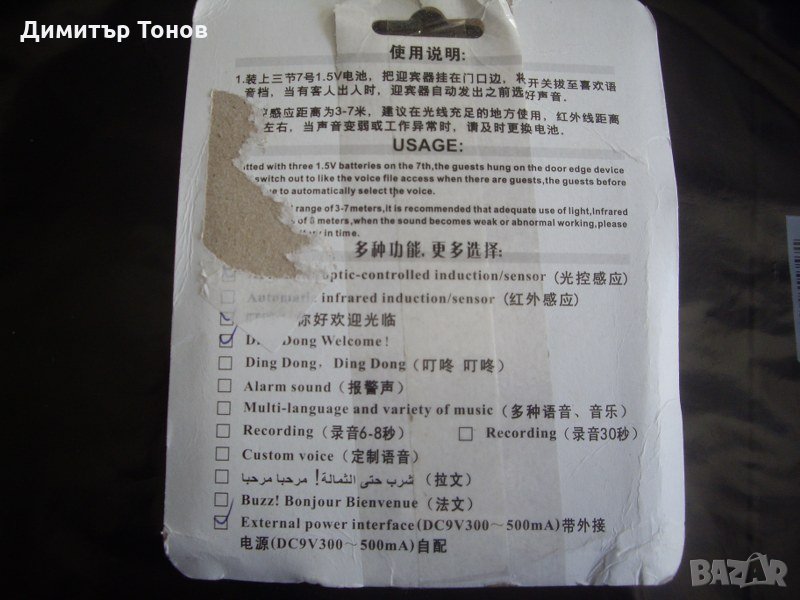 Димитър Тонов
使用说明:
1.装上三节7号1.5V电池，把迎宾器挂在门口边，将开关拔至喜欢语
音档，当有客人出人时，迎宾器自动发出之前选好声音.
感应距离为3-7米，建议在光线充足的地方使用，红外线距离
左右，当声音变弱或工作异常时，请及时更换电池.
USAGE:
with three 1.5V batteries on the 7th,the guests hung on the door edge device
switch out to like the voice file access when there are guests,the guests before
to automatically select the voice.
range of 3-7meters,it is recommended that adequate use of light,Infrared
of 8 meters,when the sound becomes weak or abnormal working,please
in time.
多种功能，更多选择:
optic-controlled induction/sensor (光控感应)
Automatic infrared induction/sensor (红外感应)
你好欢迎光临
Dong Welcome!
Ding Dong, Ding Dong (叮咚 叮咚)
Alarm sound (报警声)
Multi-language and variety of music (多种语音、音乐)
Recording (录音6-8秒) Recording (录音30秒)
Custom voice (定制语音)
شرب حتى الثمالة! مرحبا مرحبا (拉文)
Buzz! Bonjour Bienvenue (法文)
External power interface(DC9V300~500mA)带外接
电源(DC9V300~500mA)自配
BAZAR